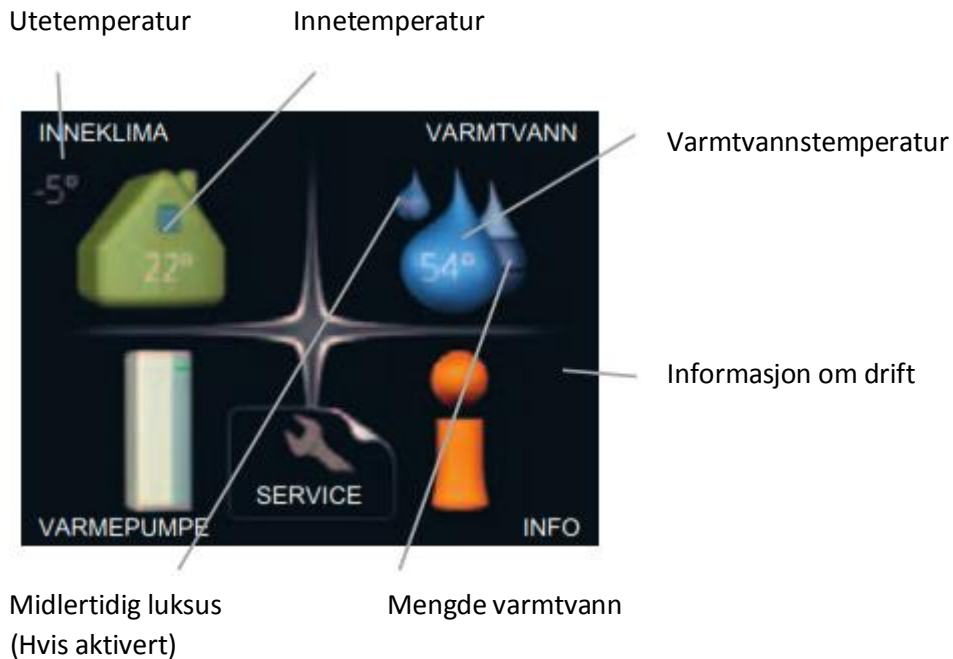 Utetemperatur
Innetemperatur
INNEKLIMA
VARMTVANN
Varmtvannstemperatur
-5°
22°
54°
Informasjon om drift
SERVICE
VARMEPUMPE
INFO
Midlertidig luksus
(Hvis aktivert)
Mengde varmtvann